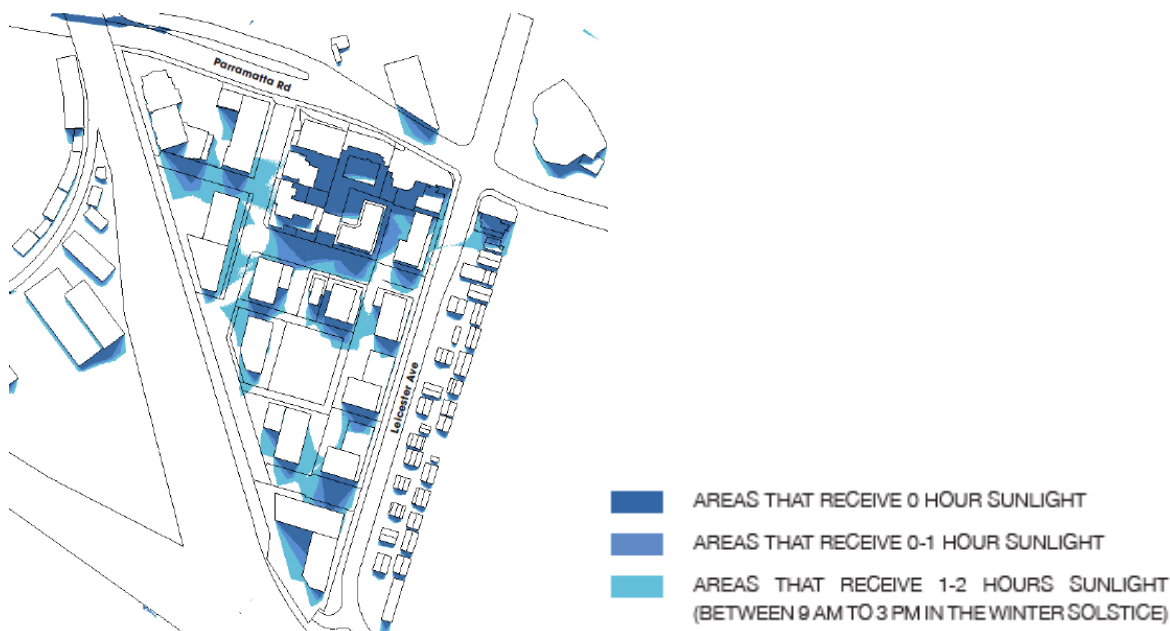 Parramatta Rd
Leicester Ave
AREAS THAT RECEIVE 0 HOUR SUNLIGHT
AREAS THAT RECEIVE 0-1 HOUR SUNLIGHT
AREAS THAT RECEIVE 1-2 HOURS SUNLIGHT
(BETWEEN 9 AM TO 3 PM IN THE WINTER SOLSTICE)